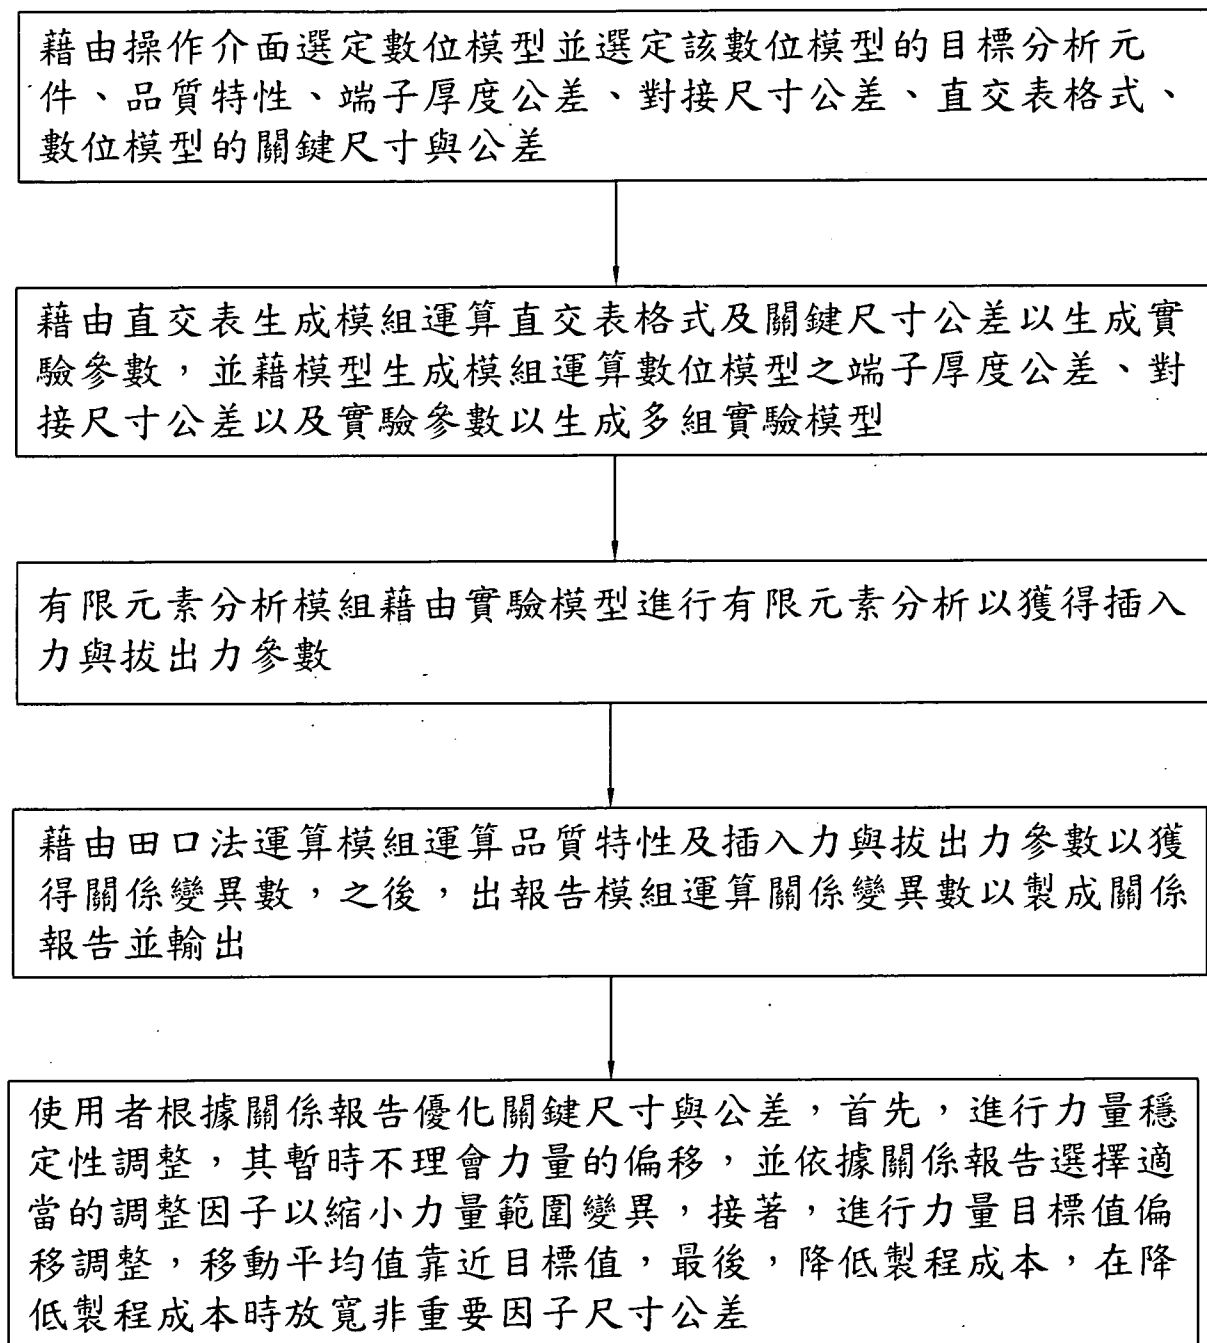 藉由操作介面選定數位模型並選定該數位模型的目標分析元
件、品質特性、端子厚度公差、對接尺寸公差、直交表格式、
數位模型的關鍵尺寸與公差
藉由直交表生成模組運算直交表格式及關鍵尺寸公差以生成實
驗參數，並藉模型生成模組運算數位模型之端子厚度公差、對
接尺寸公差以及實驗參數以生成多組實驗模型
有限元素分析模組藉由實驗模型進行有限元素分析以獲得插入
力與拔出力參數
藉由田口法運算模組運算品質特性及插入力與拔出力參數以獲
得關係變異數，之後，出報告模組運算關係變異數以製成關係
報告並輸出
使用者根據關係報告優化關鍵尺寸與公差，首先，進行力量穩
定性調整，其暫時不理會力量的偏移，並依據關係報告選擇適
當的調整因子以縮小力量範圍變異，接著，進行力量目標值偏
移調整，移動平均值靠近目標值，最後，降低製程成本，在降
低製程成本時放寬非重要因子尺寸公差